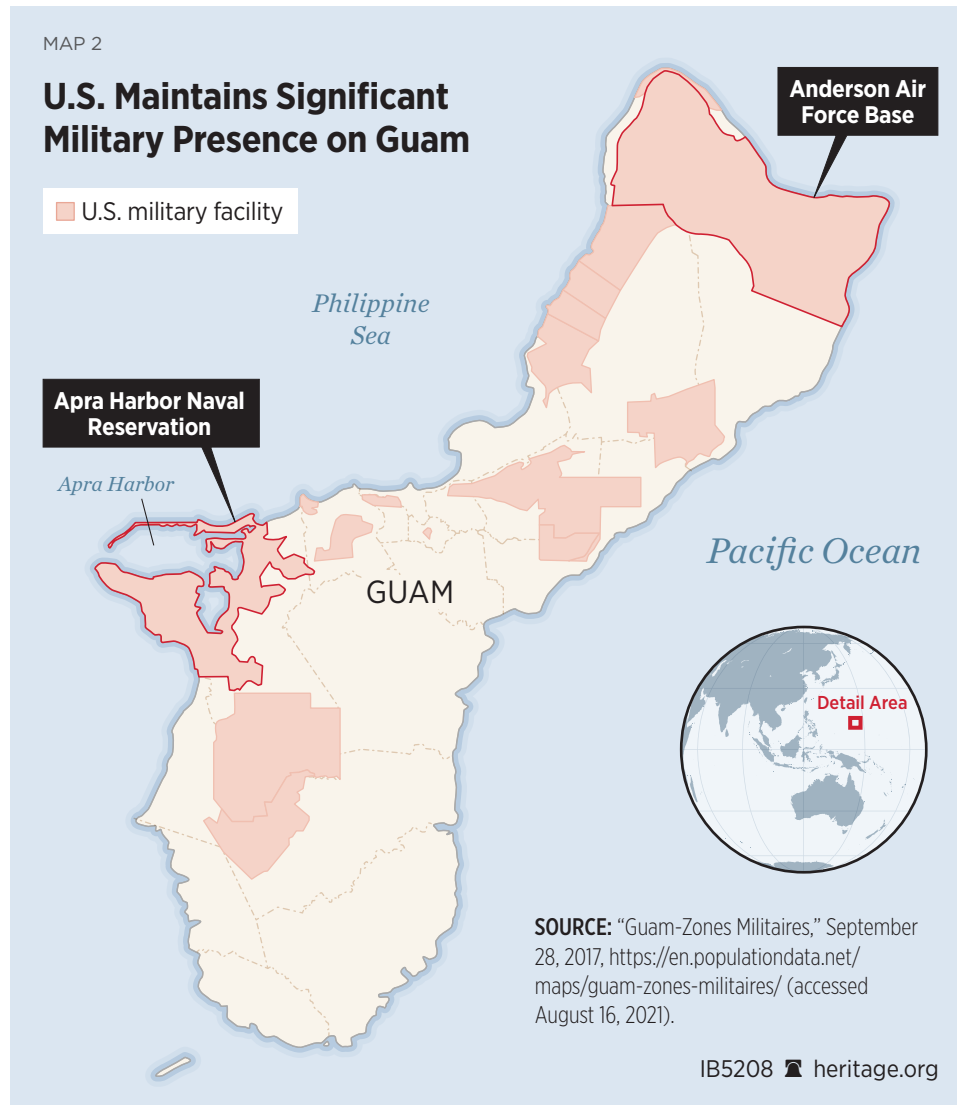 MAP 2
U.S. Maintains Significant
Military Presence on Guam
U.S. military facility
Anderson Air
Force Base
Philippine
Sea
Apra Harbor Naval
Reservation
Apra Harbor
Pacific Ocean
GUAM
Detail Area
SOURCE: “Guam-Zones Militaires,” September
28, 2017, https://en.populationdata.net/
maps/guam-zones-militaires/ (accessed
August 16, 2021).
IB5208 heritage.org